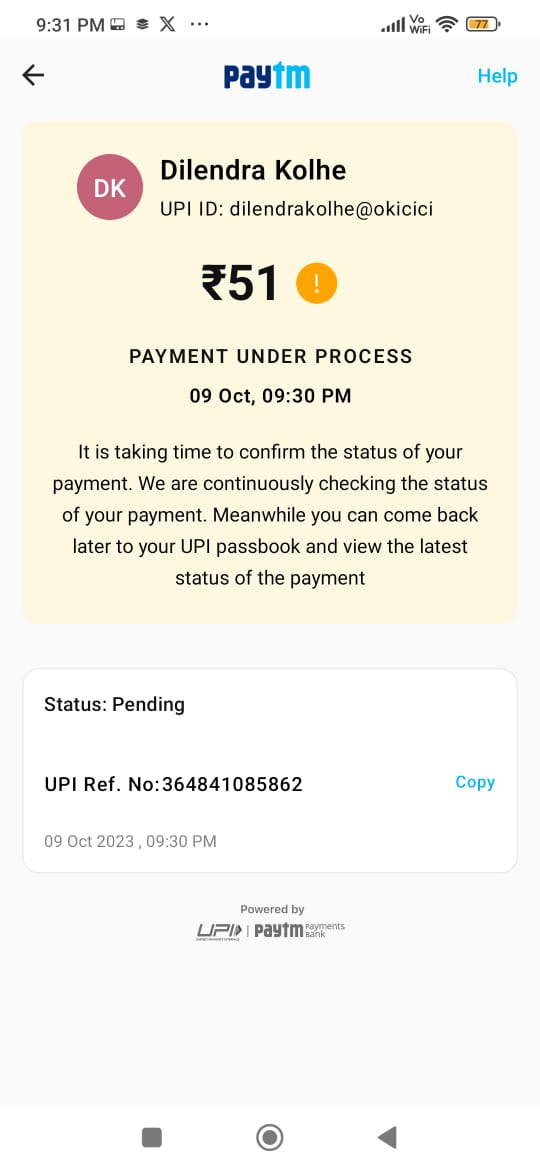 9:31 PM ... Vo WiFi 77
paytm Help
DK Dilendra Kolhe
UPI ID: dilendrakolhe@okicici
₹51 !
PAYMENT UNDER PROCESS
09 Oct, 09:30 PM
It is taking time to confirm the status of your
payment. We are continuously checking the status
of your payment. Meanwhile you can come back
later to your UPI passbook and view the latest
status of the payment
Status: Pending
UPI Ref. No:364841085862 Copy
09 Oct 2023 , 09:30 PM
Powered by
UPI | paytm Payments Bank